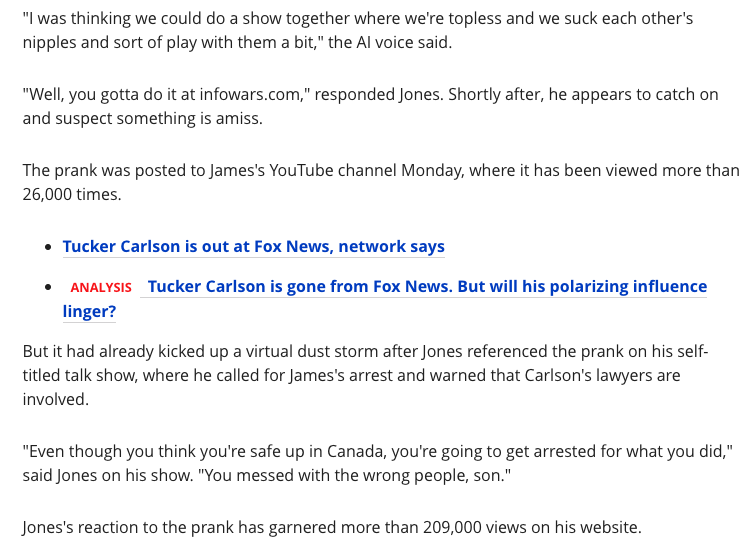 "I was thinking we could do a show together where we're topless and we suck each other's
nipples and sort of play with them a bit," the AI voice said.
"Well, you gotta do it at infowars.com," responded Jones. Shortly after, he appears to catch on
and suspect something is amiss.
The prank was posted to James's YouTube channel Monday, where it has been viewed more than
26,000 times.
• Tucker Carlson is out at Fox News, network says
• ANALYSIS Tucker Carlson is gone from Fox News. But will his polarizing influence
linger?
But it had already kicked up a virtual dust storm after Jones referenced the prank on his self-
titled talk show, where he called for James's arrest and warned that Carlson's lawyers are
involved.
"Even though you think you're safe up in Canada, you're going to get arrested for what you did,"
said Jones on his show. "You messed with the wrong people, son."
Jones's reaction to the prank has garnered more than 209,000 views on his website.